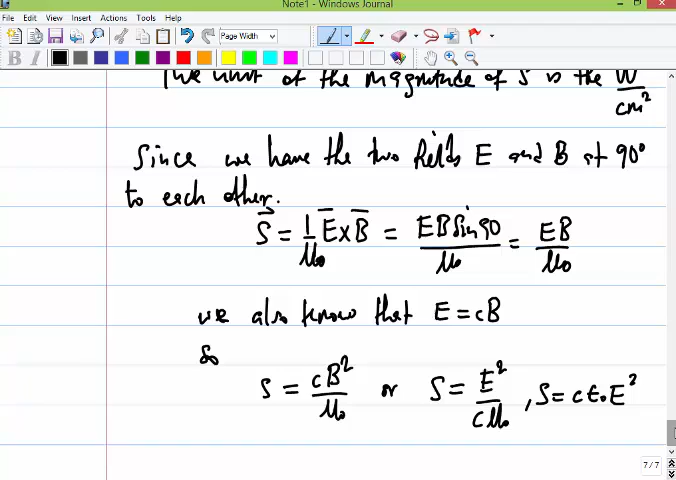 Note1 - Windows Journal
File Edit View Insert Actions Tools Help
Page Width
B I
The unit of the magnitude of S is the W/cm²
Since we have the two fields E and B at 90°
to each other.
S⃗ = 1/μ₀ E̅ x B̅ = EB Sin90/μ₀ = EB/μ₀
we also know that E = cB
So
S = cB²/μ₀ or S = E²/cμ₀ , S = cε₀E²
7 / 7